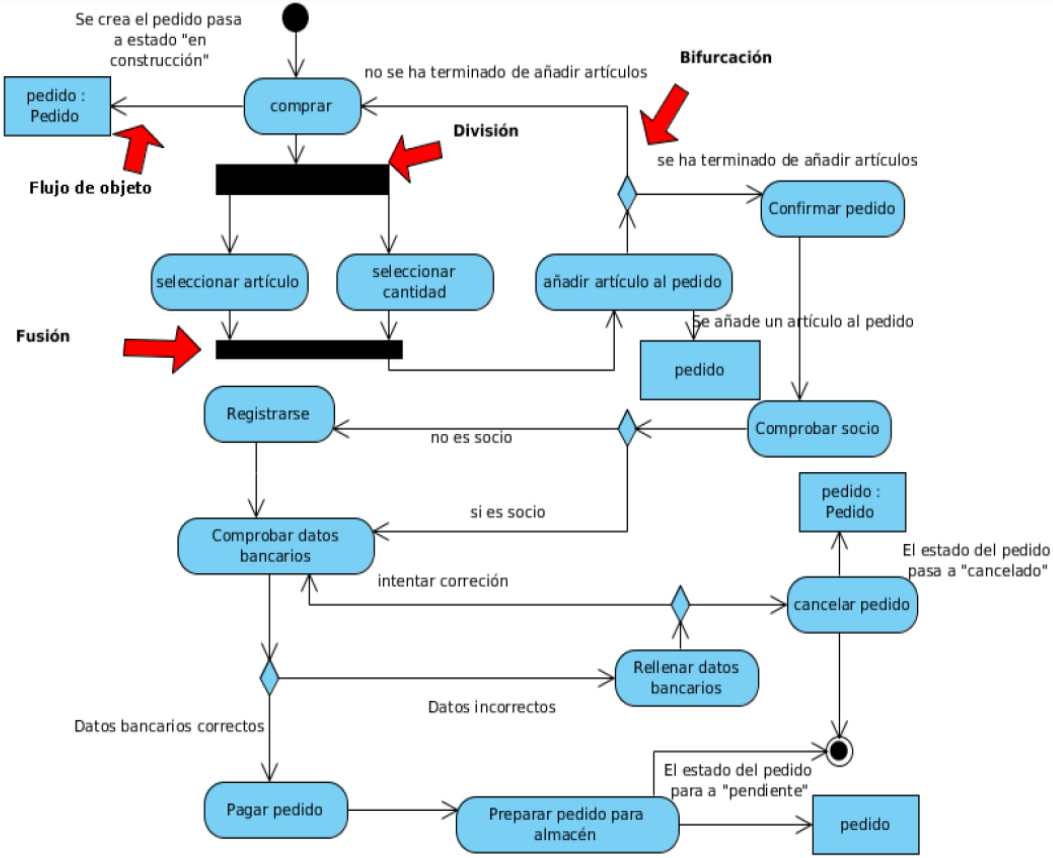 Se crea el pedido pasa
a estado "en
construcción"
Bifurcación
no se ha terminado de añadir artículos
pedido :
Pedido
comprar
División
se ha terminado de añadir artículos
Flujo de objeto
Confirmar pedido
seleccionar artículo
seleccionar
cantidad
añadir artículo al pedido
Se añade un artículo al pedido
Fusión
pedido
Registrarse
no es socio
Comprobar socio
pedido :
Pedido
si es socio
Comprobar datos
bancarios
El estado del pedido
pasa a "cancelado"
intentar correción
cancelar pedido
Rellenar datos
bancarios
Datos incorrectos
Datos bancarios correctos
El estado del pedido
para a "pendiente"
Pagar pedido
Preparar pedido para
almacén
pedido